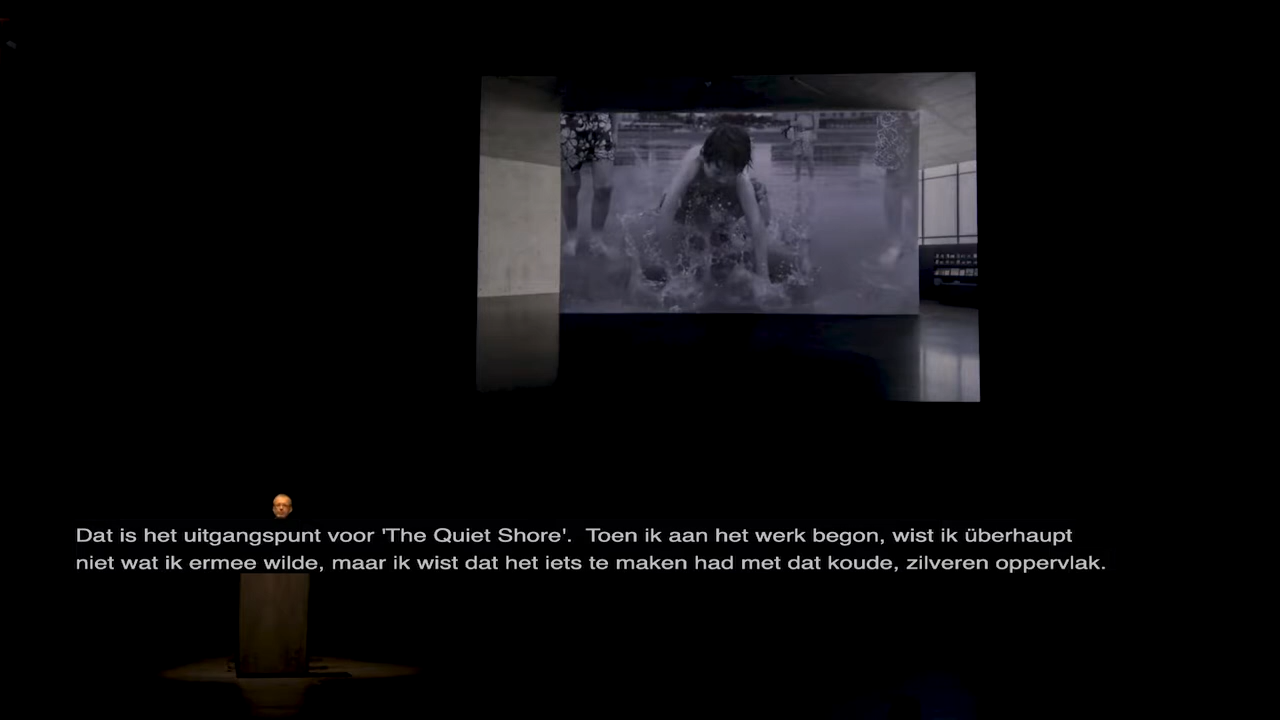 Dat is het uitgangspunt voor 'The Quiet Shore'.  Toen ik aan het werk begon, wist ik überhaupt
niet wat ik ermee wilde, maar ik wist dat het iets te maken had met dat koude, zilveren oppervlak.